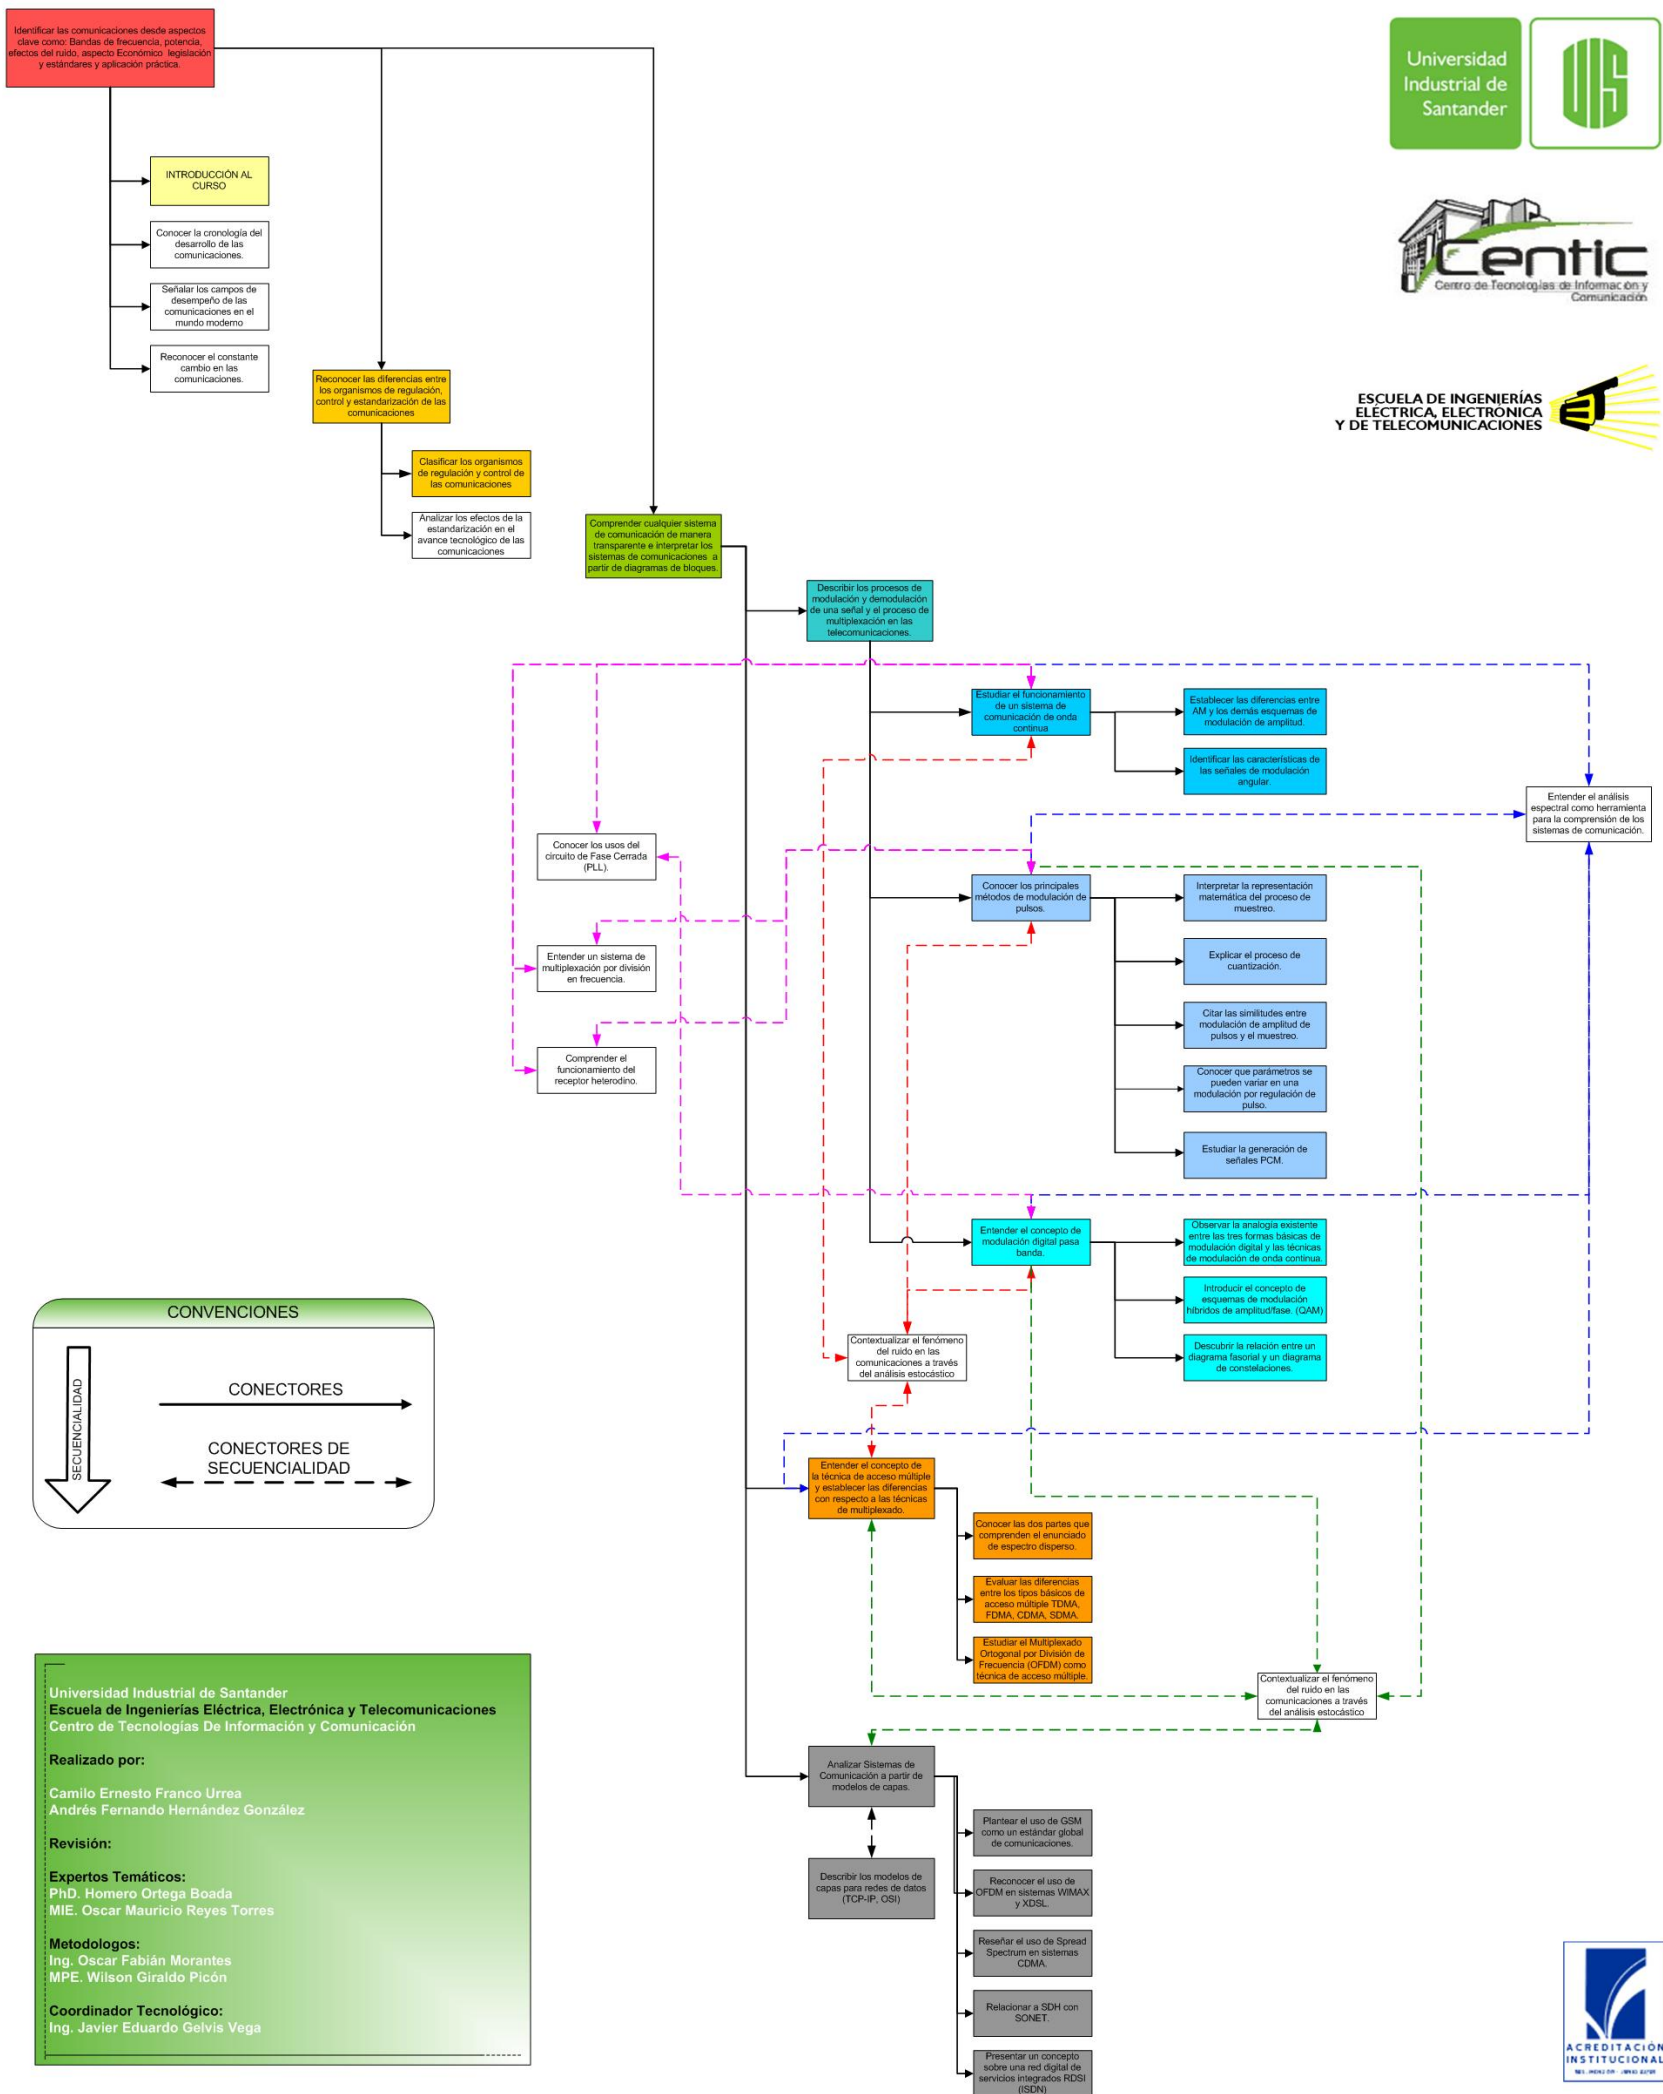 Identificar las comunicaciones desde aspectos
clave como: Bandas de frecuencia, potencia,
efectos del ruido, aspecto Económico legislación
y estándares y aplicación práctica.
Universidad
Industrial de
Santander
UIS
INTRODUCCIÓN AL
CURSO
Conocer la cronología del
desarrollo de las
comunicaciones.
Señalar los campos de
desempeño de las
comunicaciones en el
mundo moderno
Reconocer el constante
cambio en las
comunicaciones.
Centic
Centro de Tecnologías de Información y
Comunicación
ESCUELA DE INGENIERÍAS
ELÉCTRICA, ELECTRÓNICA
Y DE TELECOMUNICACIONES
Reconocer las diferencias entre
los organismos de regulación,
control y estandarización de las
comunicaciones
Clasificar los organismos
de regulación y control de
las comunicaciones
Analizar los efectos de la
estandarización en el
avance tecnológico de las
comunicaciones
Comprender cualquier sistema
de comunicación de manera
transparente e interpretar los
sistemas de comunicaciones a
partir de diagramas de bloques.
Describir los procesos de
modulación y demodulación
de una señal y el proceso de
multiplexación en las
telecomunicaciones.
Estudiar el funcionamiento
de un sistema de
comunicación de onda
continua
Establecer las diferencias entre
AM y los demás esquemas de
modulación de amplitud.
Identificar las características de
las señales de modulación
angular.
Entender el análisis
espectral como herramienta
para la comprensión de los
sistemas de comunicación.
Conocer los usos del
circuito de Fase Cerrada
(PLL).
Entender un sistema de
multiplexación por división
en frecuencia.
Comprender el
funcionamiento del
receptor heterodino.
Conocer los principales
métodos de modulación de
pulsos.
Interpretar la representación
matemática del proceso de
muestreo.
Explicar el proceso de
cuantización.
Citar las similitudes entre
modulación de amplitud de
pulsos y el muestreo.
Conocer que parámetros se
pueden variar en una
modulación por regulación de
pulso.
Estudiar la generación de
señales PCM.
Entender el concepto de
modulación digital pasa
banda.
Observar la analogía existente
entre las tres formas básicas de
modulación digital y las técnicas
de modulación de onda continua.
Introducir el concepto de
esquemas de modulación
híbridos de amplitud/fase. (QAM)
Descubrir la relación entre un
diagrama fasorial y un diagrama
de constelaciones.
Contextualizar el fenómeno
del ruido en las
comunicaciones a través
del análisis estocástico
CONVENCIONES
SECUENCIALIDAD
CONECTORES
CONECTORES DE
SECUENCIALIDAD
Entender el concepto de
la técnica de acceso múltiple
y establecer las diferencias
con respecto a las técnicas
de multiplexado.
Conocer las dos partes que
comprenden el enunciado
de espectro disperso.
Evaluar las diferencias
entre los tipos básicos de
acceso múltiple TDMA,
FDMA, CDMA, SDMA.
Estudiar el Multiplexado
Ortogonal por División de
Frecuencia (OFDM) como
técnica de acceso múltiple.
Contextualizar el fenómeno
del ruido en las
comunicaciones a través
del análisis estocástico
Analizar Sistemas de
Comunicación a partir de
modelos de capas.
Describir los modelos de
capas para redes de datos
(TCP-IP, OSI)
Plantear el uso de GSM
como un estándar global
de comunicaciones.
Reconocer el uso de
OFDM en sistemas WIMAX
y XDSL.
Reseñar el uso de Spread
Spectrum en sistemas
CDMA.
Relacionar a SDH con
SONET.
Presentar un concepto
sobre una red digital de
servicios integrados RDSI
(ISDN)
Universidad Industrial de Santander
Escuela de Ingenierías Eléctrica, Electrónica y Telecomunicaciones
Centro de Tecnologías De Información y Comunicación
Realizado por:
Camilo Ernesto Franco Urrea
Andrés Fernando Hernández González
Revisión:
Expertos Temáticos:
PhD. Homero Ortega Boada
MIE. Oscar Mauricio Reyes Torres
Metodologos:
Ing. Oscar Fabián Morantes
MPE. Wilson Giraldo Picón
Coordinador Tecnológico:
Ing. Javier Eduardo Gelvis Vega
ACREDITACIÓN
INSTITUCIONAL